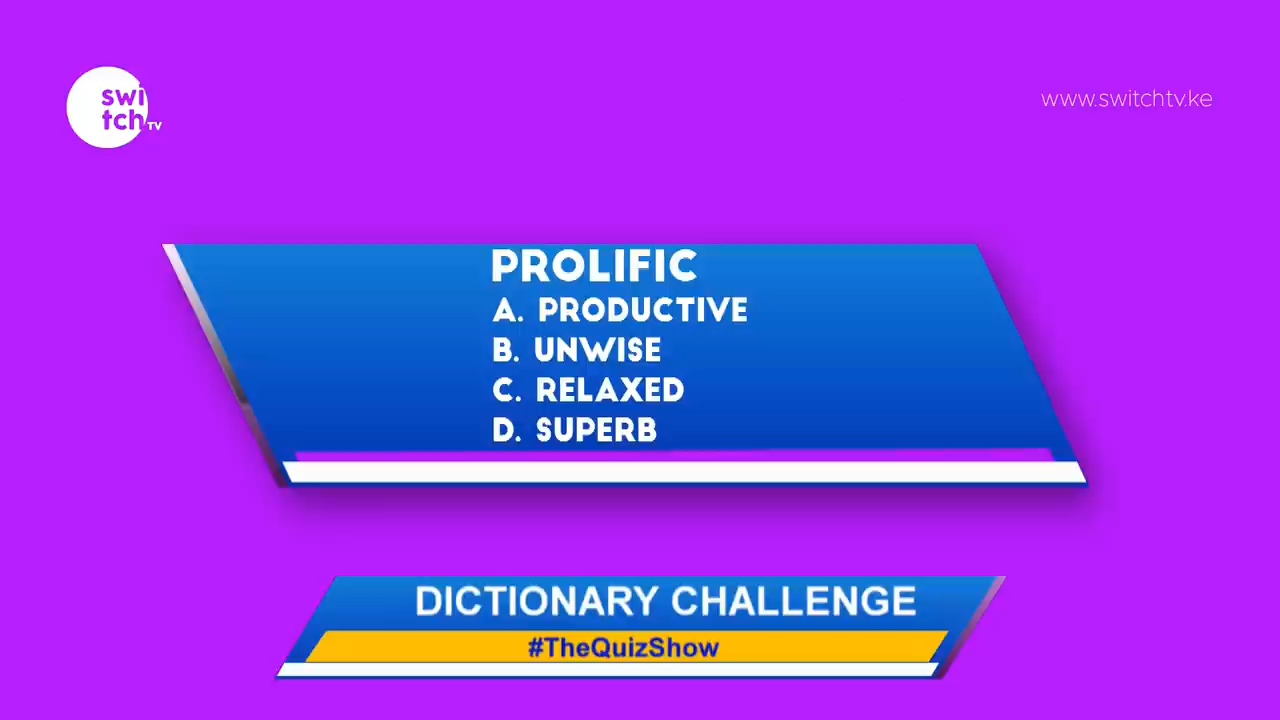 swi
tch TV
www.switchtv.ke
PROLIFIC
A. PRODUCTIVE
B. UNWISE
C. RELAXED
D. SUPERB
DICTIONARY CHALLENGE
#TheQuizShow